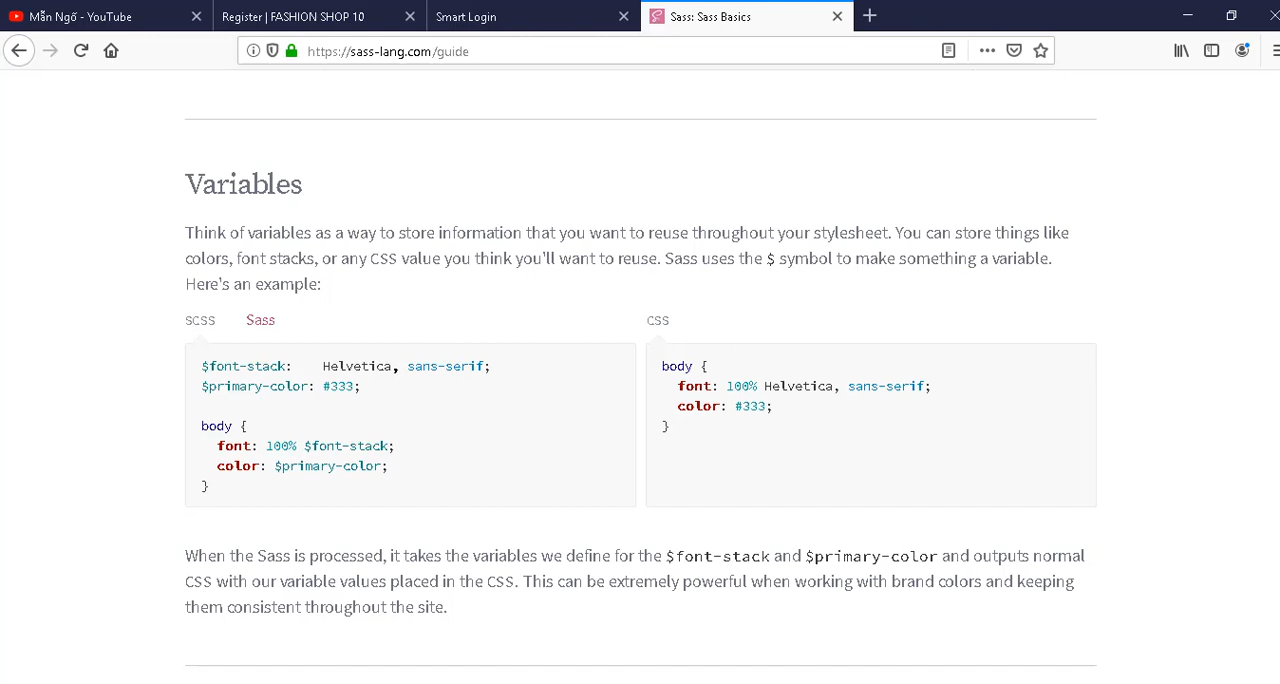 Mẫn Ngố - YouTube
Register | FASHION SHOP 10
Smart Login
Sass: Sass Basics
https://sass-lang.com/guide
Variables
Think of variables as a way to store information that you want to reuse throughout your stylesheet. You can store things like
colors, font stacks, or any CSS value you think you'll want to reuse. Sass uses the $ symbol to make something a variable.
Here's an example:
SCSS Sass
$font-stack:    Helvetica, sans-serif;
$primary-color: #333;
body {
  font: 100% $font-stack;
  color: $primary-color;
}
CSS
body {
  font: 100% Helvetica, sans-serif;
  color: #333;
}
When the Sass is processed, it takes the variables we define for the $font-stack and $primary-color and outputs normal
CSS with our variable values placed in the CSS. This can be extremely powerful when working with brand colors and keeping
them consistent throughout the site.